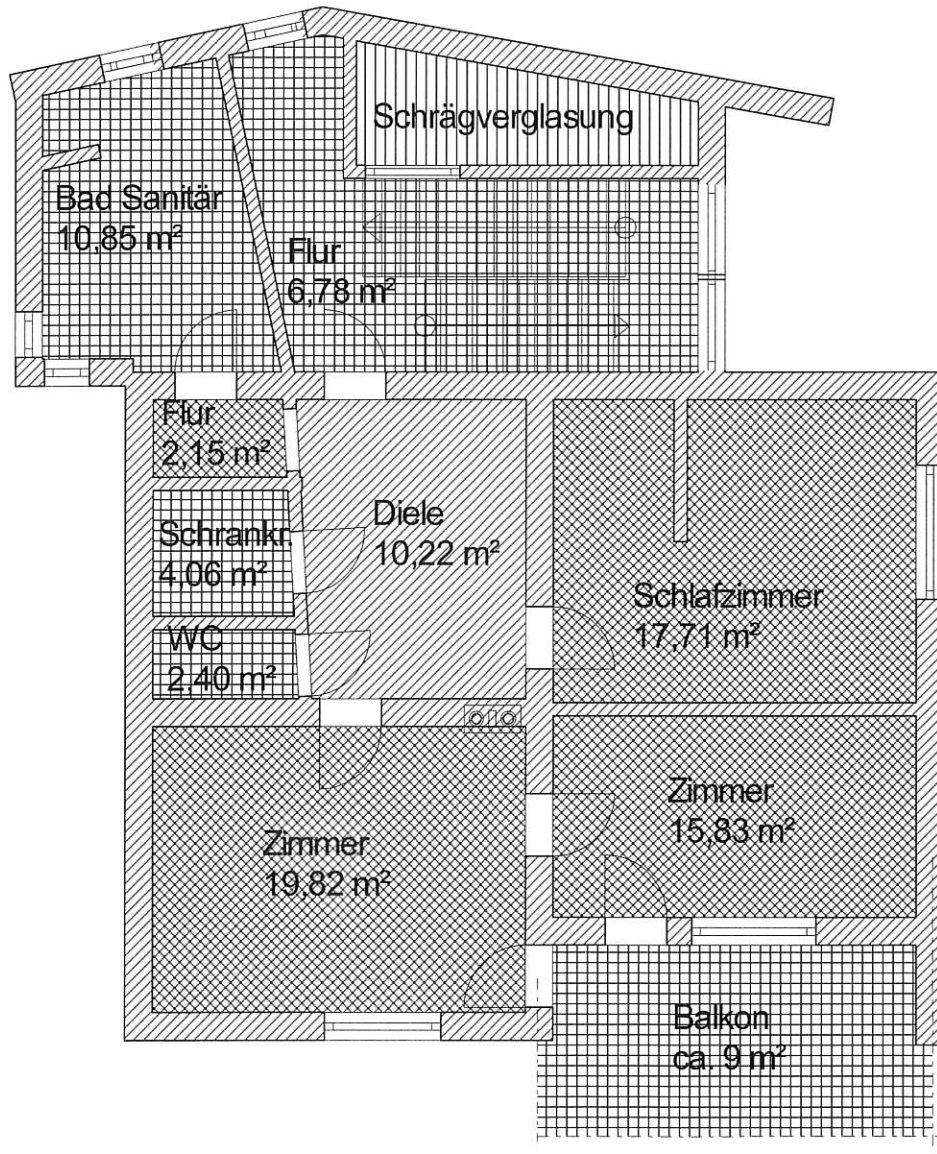 Schrägverglasung
Bad Sanitär
10,85 m²
Flur
6,78 m²
Flur
2,15 m²
Schrankr.
4,06 m²
Diele
10,22 m²
Schlafzimmer
17,71 m²
WC
2,40 m²
Zimmer
15,83 m²
Zimmer
19,82 m²
Balkon
ca. 9 m²